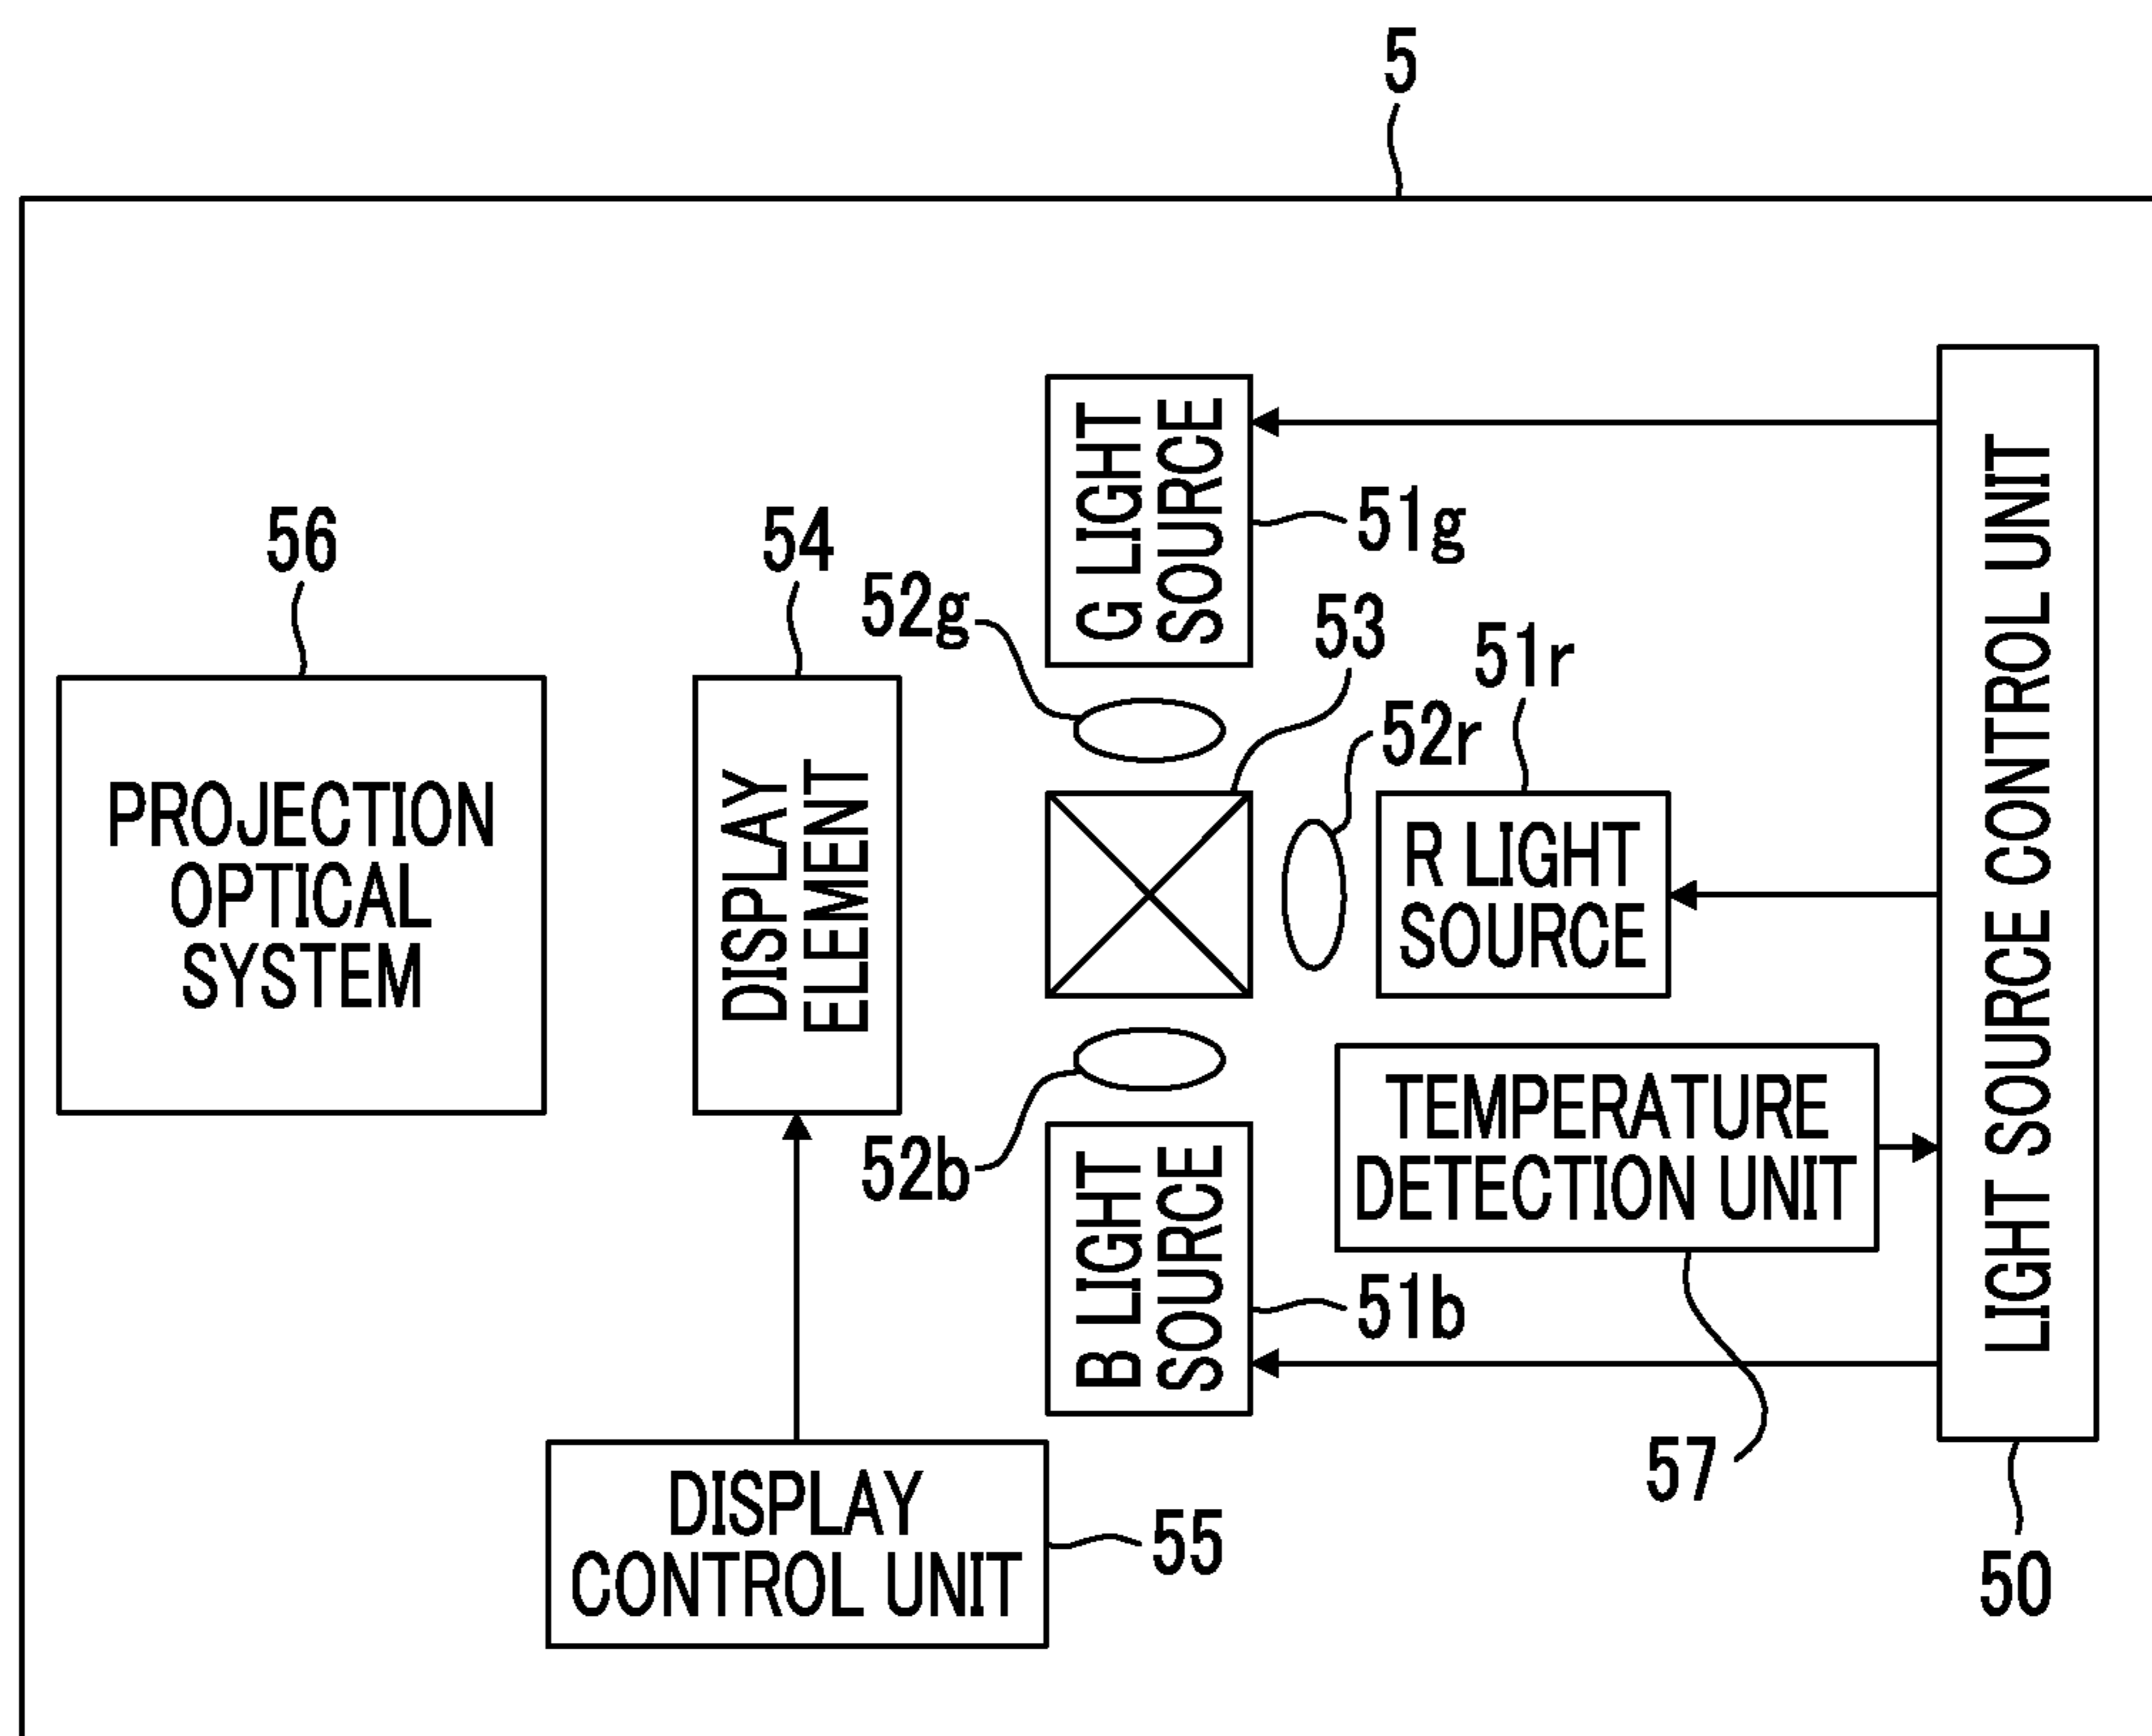 5
G LIGHT
SOURCE
51g
56
54
52g
53
51r
52r
PROJECTION
OPTICAL
SYSTEM
DISPLAY
ELEMENT
R LIGHT
SOURCE
LIGHT SOURCE CONTROL UNIT
TEMPERATURE
DETECTION UNIT
52b
B LIGHT
SOURCE
51b
57
DISPLAY
CONTROL UNIT
55
50